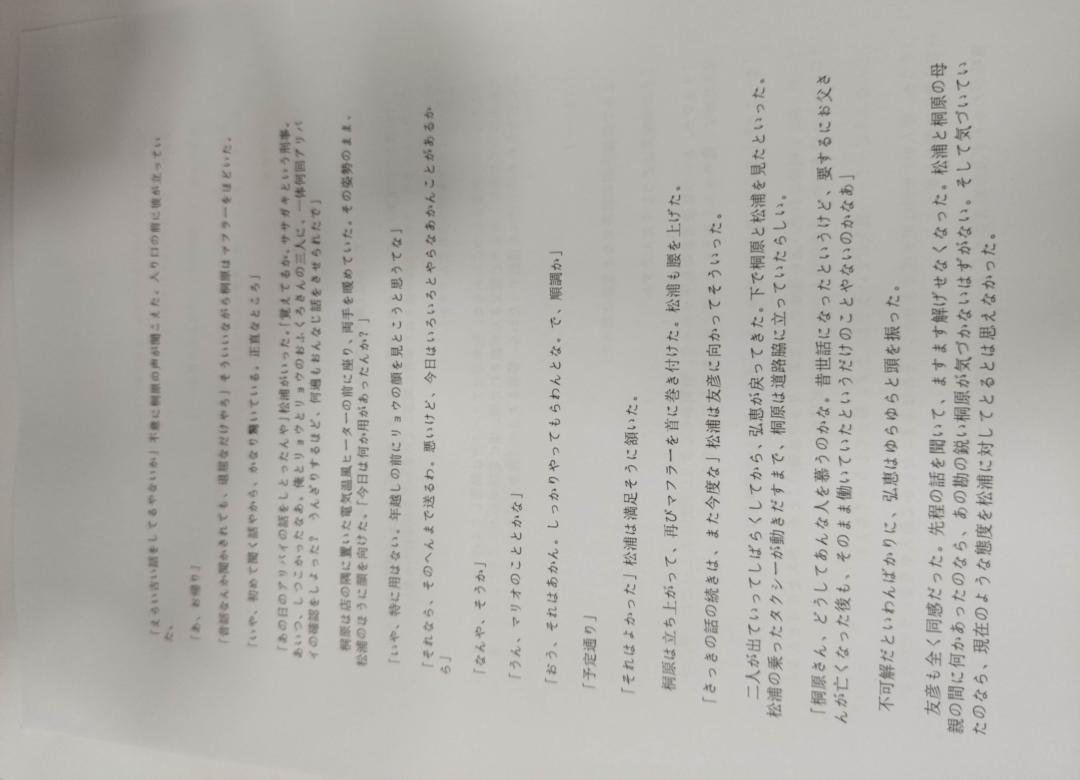 「えらい古い話をしてるやないか」不意に桐原の声が聞こえた。入り口の前に彼が立ってい
た。
「あ、お帰り」
「昔話なんか聞かされても、退屈なだけやろ」そういいながら桐原はマフラーをほどいた。
「いや、初めて聞く話やから、かなり驚いている。正直なところ」
「あの日のアリバイの話をしとったんや」松浦がいった。「覚えてるか、ササガキという刑事。
あいつ、しつこかったなあ。俺とリョウとリョウのおふくろさんの三人に、一体何回アリバ
イの確認をしよった? うんざりするほど、何遍もおんなじ話をさせられたで」
桐原は店の隅に置いた電気温風ヒーターの前に座り、両手を暖めていた。その姿勢のまま、
松浦のほうに顔を向けた。「今日は何か用があったんか?」
「いや、特に用はない。年越しの前にリョウの顔を見とこうと思うてな」
「それなら、そのへんまで送るわ。悪いけど、今日はいろいろとやらなあかんことがあるか
ら」
「なんや、そうか」
「うん、マリオのこととかな」
「おう、それはあかん。しっかりやってもらわんとな。で、順調か」
「予定通り」
「それはよかった」松浦は満足そうに頷いた。
桐原は立ち上がって、再びマフラーを首に巻き付けた。松浦も腰を上げた。
「さっきの話の続きは、また今度な」松浦は友彦に向かってそういった。
二人が出ていってしばらくしてから、弘恵が戻ってきた。下で桐原と松浦を見たといった。
松浦の乗ったタクシーが動きだすまで、桐原は道路脇に立っていたらしい。
「桐原さん、どうしてあんな人を慕うのかな。昔世話になったというけど、要するにお父さ
んが亡くなった後も、そのまま働いていたというだけのことやないのかなあ」
不可解だといわんばかりに、弘恵はゆらゆらと頭を振った。
友彦も全く同感だった。先程の話を聞いて、ますます解げせなくなった。松浦と桐原の母
親の間に何かあったのなら、あの勘の鋭い桐原が気づかないはずがない。そして気づいてい
たのなら、現在のような態度を松浦に対してとるとは思えなかった。